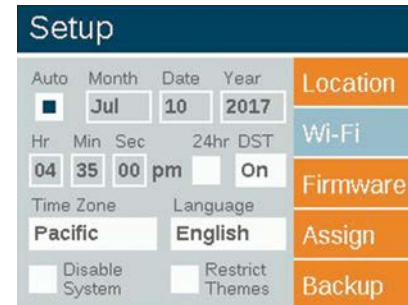 Setup
Auto Month Date Year
Jul 10 2017
Hr Min Sec 24hr DST
04 35 00 pm On
Time Zone Language
Pacific English
Disable System
Restrict Themes
Location
Wi-Fi
Firmware
Assign
Backup